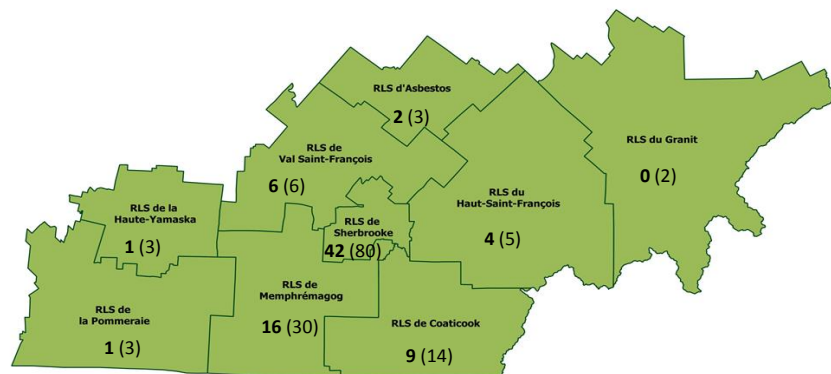 RLS d'Asbestos
2 (3)
RLS de
Val Saint-François
6 (6)
RLS du Granit
0 (2)
RLS du
Haut-Saint-François
4 (5)
RLS de la
Haute-Yamaska
1 (3)
RLS de
Sherbrooke
42 (80)
RLS de
Memphrémagog
16 (30)
RLS de
la Pommeraie
1 (3)
RLS de Coaticook
9 (14)